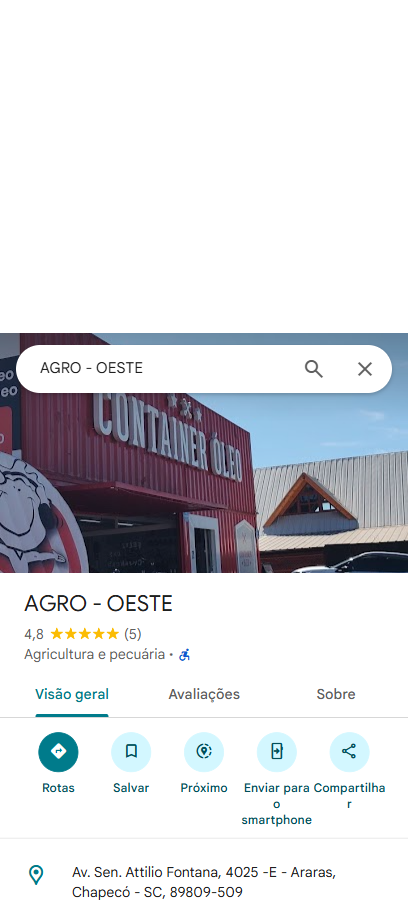 AGRO - OESTE
CONTAINER ÓLEO
AGRO - OESTE
4,8 (5)
Agricultura e pecuária ·
Visão geral Avaliações Sobre
Rotas Salvar Próximo Enviar para o smartphone Compartilhar
Av. Sen. Attilio Fontana, 4025 -E - Araras,
Chapecó - SC, 89809-509